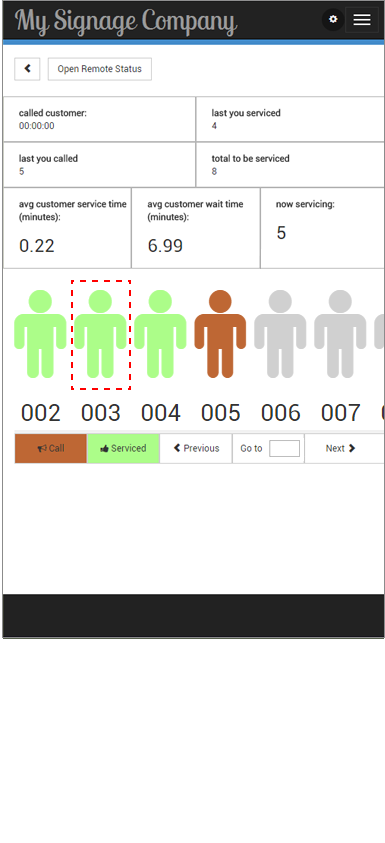 My Signage Company
Open Remote Status
called customer:
00:00:00
last you serviced
4
last you called
5
total to be serviced
8
avg customer service time
(minutes):
0.22
avg customer wait time
(minutes):
6.99
now servicing:
5
002 003 004 005 006 007
Call Serviced Previous Go to Next